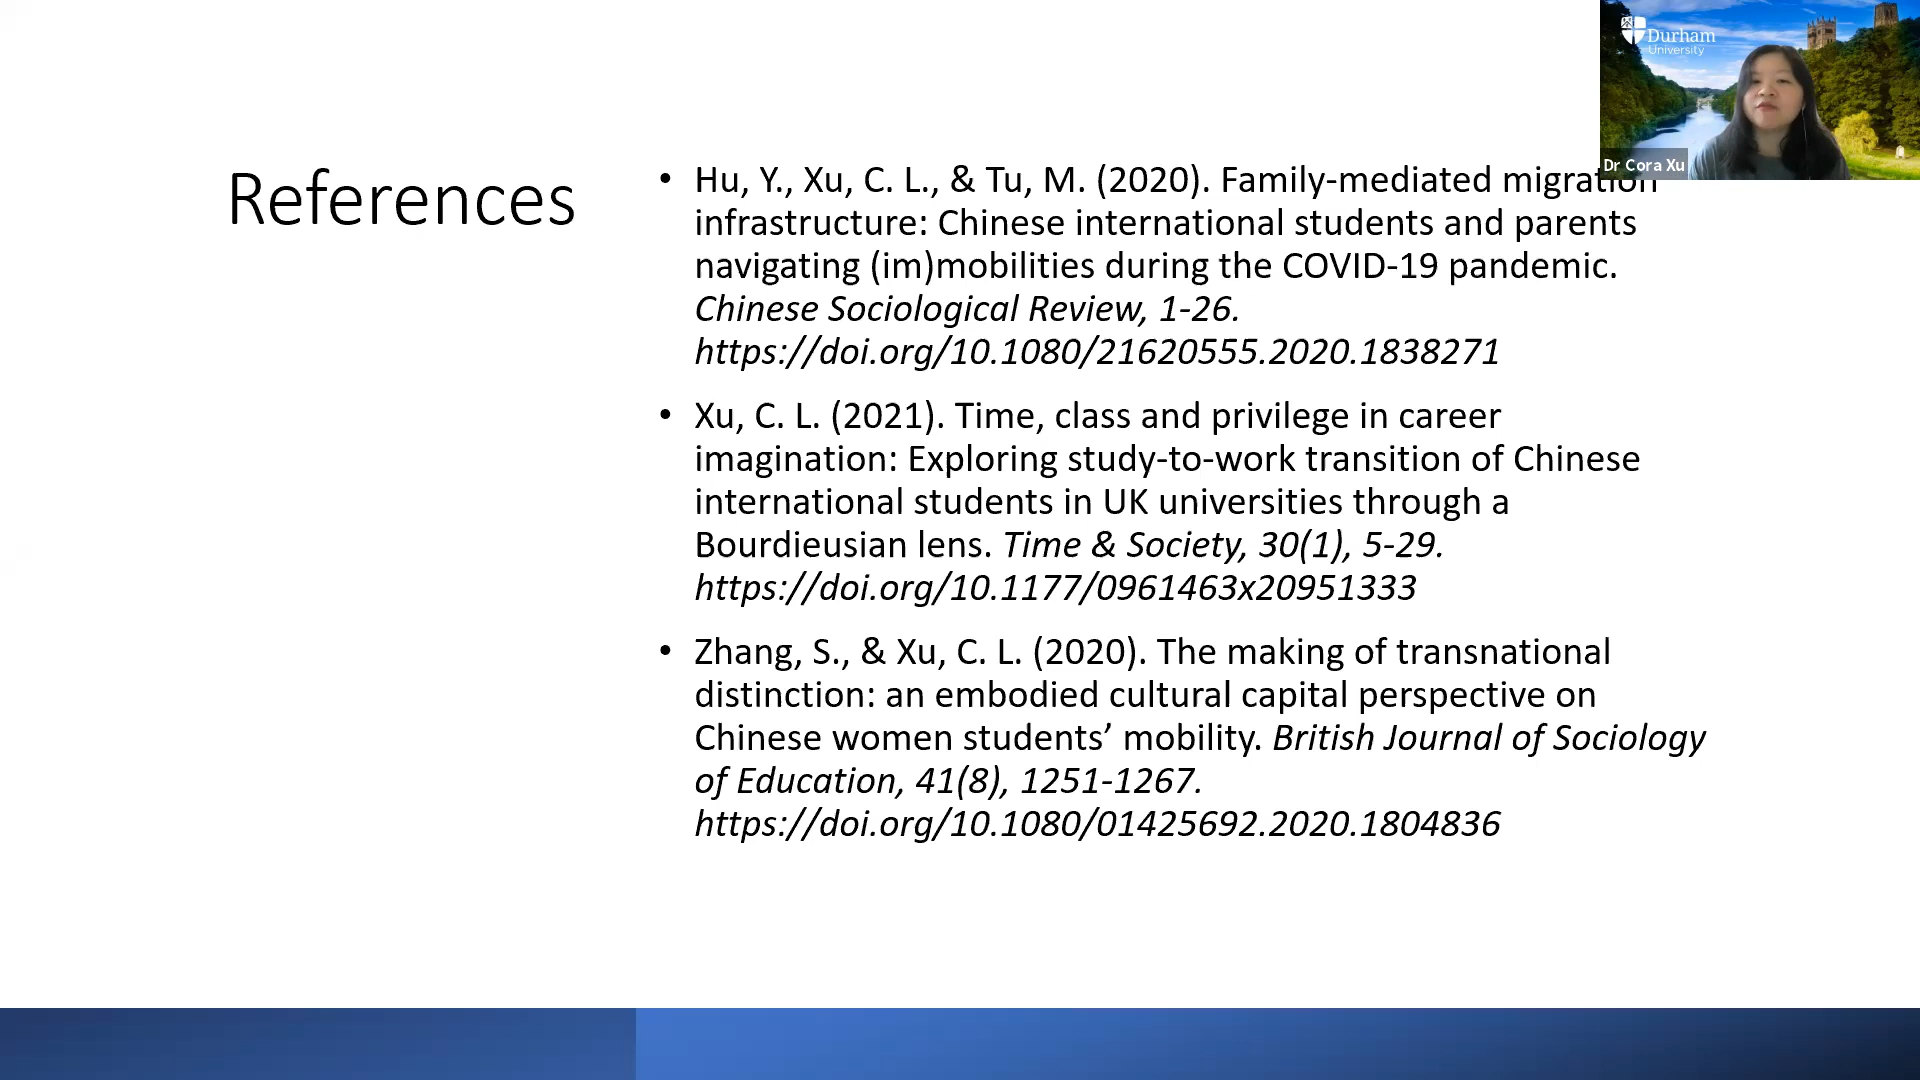 Durham
University
Dr Cora Xu
References
• Hu, Y., Xu, C. L., & Tu, M. (2020). Family-mediated migration
infrastructure: Chinese international students and parents
navigating (im)mobilities during the COVID-19 pandemic.
Chinese Sociological Review, 1-26.
https://doi.org/10.1080/21620555.2020.1838271
• Xu, C. L. (2021). Time, class and privilege in career
imagination: Exploring study-to-work transition of Chinese
international students in UK universities through a
Bourdieusian lens. Time & Society, 30(1), 5-29.
https://doi.org/10.1177/0961463x20951333
• Zhang, S., & Xu, C. L. (2020). The making of transnational
distinction: an embodied cultural capital perspective on
Chinese women students’ mobility. British Journal of Sociology
of Education, 41(8), 1251-1267.
https://doi.org/10.1080/01425692.2020.1804836